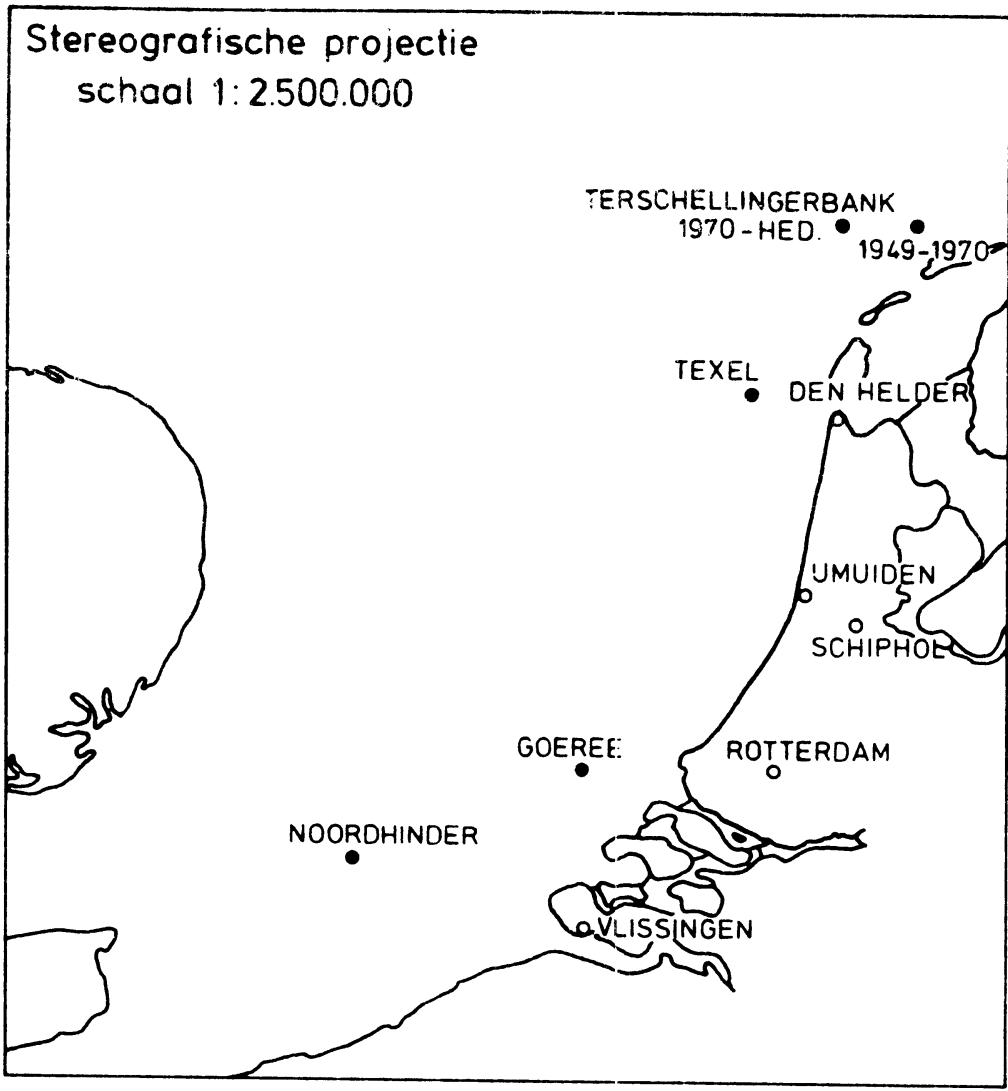 Stereografische projectie
schaal 1:2.500.000
TERSCHELLINGERBANK
1970-HED.
1949-1970
TEXEL
DEN HELDER
IJMUIDEN
SCHIPHOL
GOEREE
ROTTERDAM
NOORDHINDER
VLISSINGEN